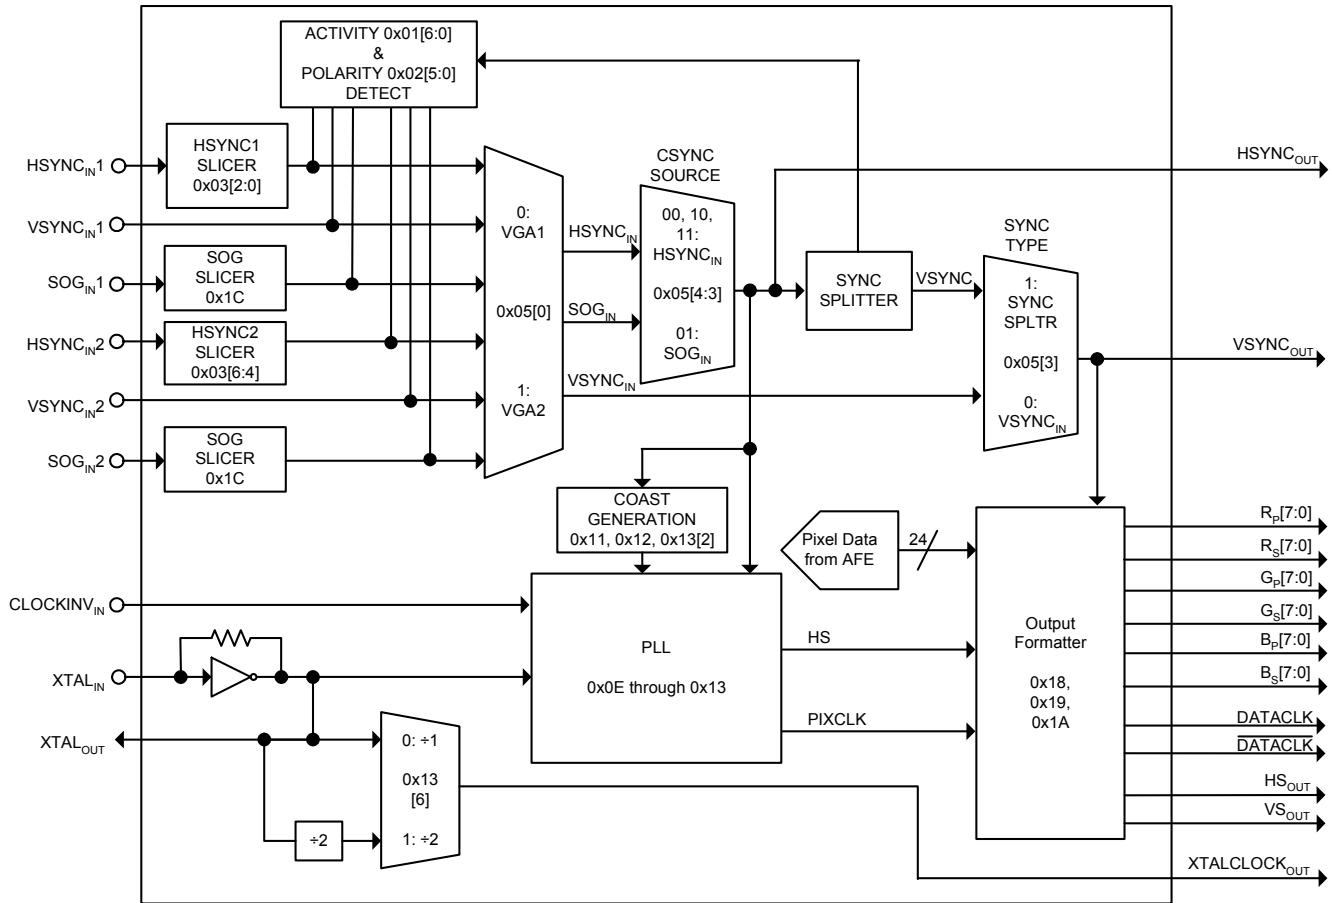 ACTIVITY 0x01[6:0]
&
POLARITY 0x02[5:0]
DETECT
HSYNCIN1
HSYNC1
SLICER
0x03[2:0]
VSYNCIN1
SOGIN1
SOG
SLICER
0x1C
HSYNCIN2
HSYNC2
SLICER
0x03[6:4]
VSYNCIN2
SOGIN2
SOG
SLICER
0x1C
0:
VGA1
0x05[0]
1:
VGA2
HSYNCIN
SOGIN
VSYNCIN
CSYNC
SOURCE
00, 10,
11:
HSYNCIN
0x05[4:3]
01:
SOGIN
SYNC
SPLITTER
VSYNC
SYNC
TYPE
1:
SYNC
SPLTR
0x05[3]
0:
VSYNCIN
HSYNCOUT
VSYNCOUT
COAST
GENERATION
0x11, 0x12, 0x13[2]
Pixel Data
from AFE
24
CLOCKINVIN
XTALIN
XTALOUT
PLL
0x0E through 0x13
HS
PIXCLK
Output
Formatter
0x18,
0x19,
0x1A
RP[7:0]
RS[7:0]
GP[7:0]
GS[7:0]
BP[7:0]
BS[7:0]
DATACLK
DATACLK
HSOUT
VSOUT
0: ÷1
0x13
[6]
1: ÷2
÷2
XTALCLOCKOUT